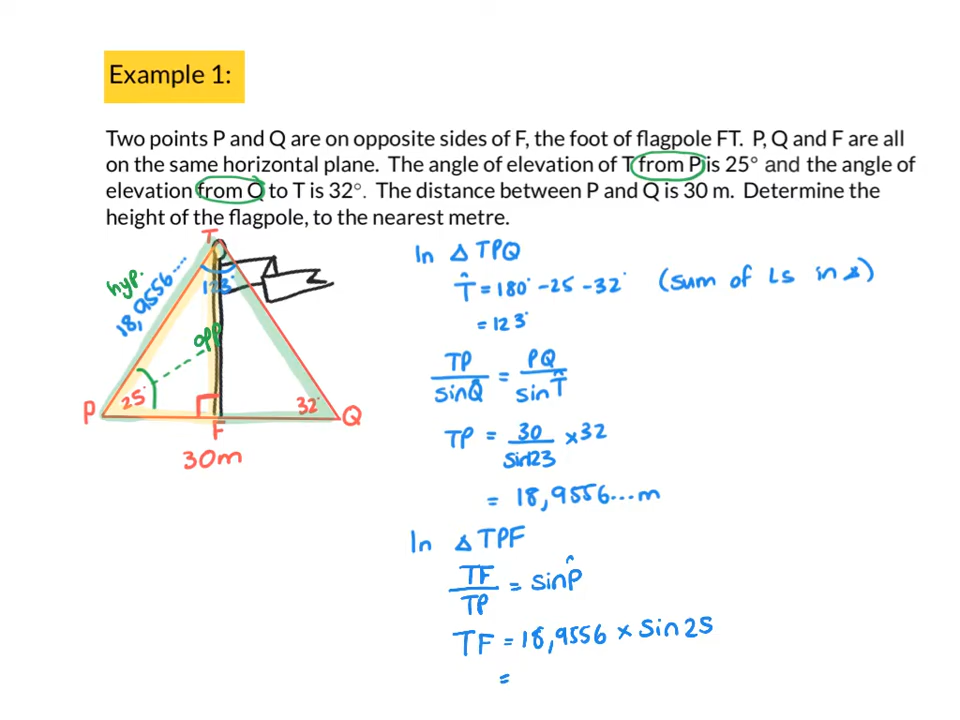 Example 1:
Two points P and Q are on opposite sides of F, the foot of flagpole FT. P, Q and F are all
on the same horizontal plane. The angle of elevation of T from P is 25° and the angle of
elevation from Q to T is 32°. The distance between P and Q is 30 m. Determine the
height of the flagpole, to the nearest metre.
T
hyp.
18,9556....
123°
opp
25°
32°
P
F
Q
30m
In △ TPQ
T̂ = 180° - 25 - 32° (sum of ∠s in △)
= 123°
TP/sinQ̂ = PQ/sinT̂
TP = 30/sin123 × 32
= 18,9556...m
In △ TPF
TF/TP = sinP̂
TF = 18,9556 × sin 25
=